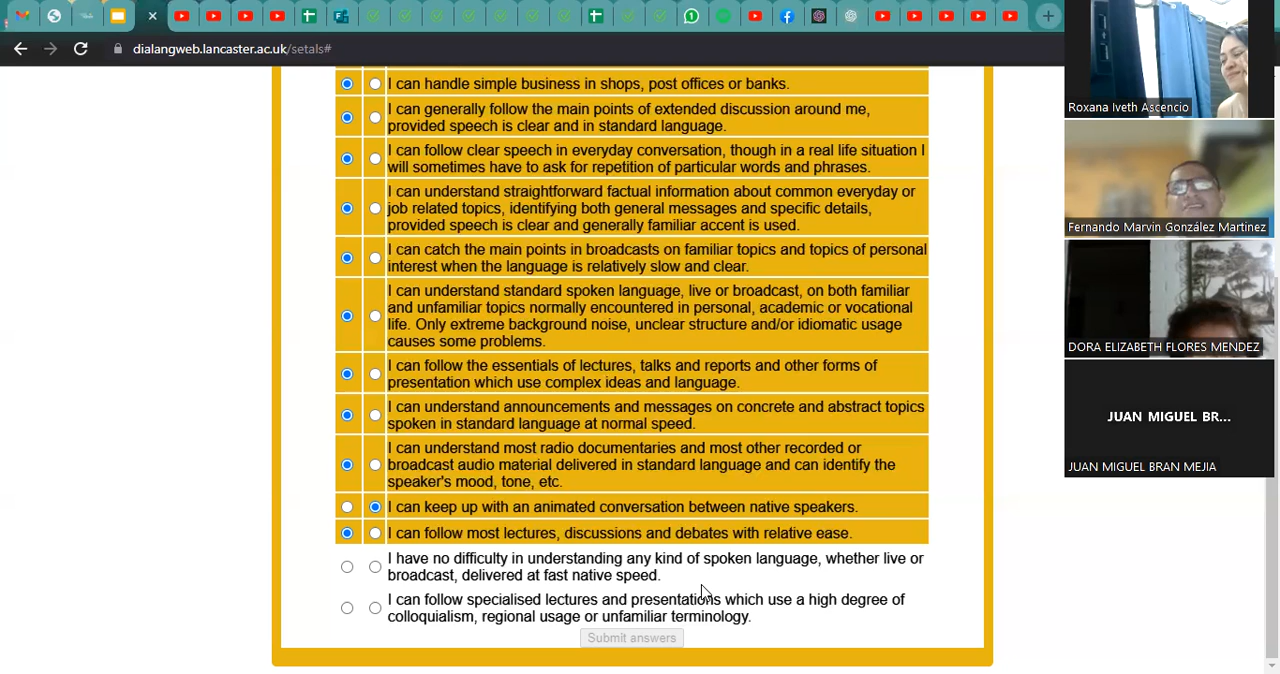 dialangweb.lancaster.ac.uk/setals#
I can handle simple business in shops, post offices or banks.
I can generally follow the main points of extended discussion around me,
provided speech is clear and in standard language.
I can follow clear speech in everyday conversation, though in a real life situation I
will sometimes have to ask for repetition of particular words and phrases.
I can understand straightforward factual information about common everyday or
job related topics, identifying both general messages and specific details,
provided speech is clear and generally familiar accent is used.
I can catch the main points in broadcasts on familiar topics and topics of personal
interest when the language is relatively slow and clear.
I can understand standard spoken language, live or broadcast, on both familiar
and unfamiliar topics normally encountered in personal, academic or vocational
life. Only extreme background noise, unclear structure and/or idiomatic usage
causes some problems.
I can follow the essentials of lectures, talks and reports and other forms of
presentation which use complex ideas and language.
I can understand announcements and messages on concrete and abstract topics
spoken in standard language at normal speed.
I can understand most radio documentaries and most other recorded or
broadcast audio material delivered in standard language and can identify the
speaker's mood, tone, etc.
I can keep up with an animated conversation between native speakers.
I can follow most lectures, discussions and debates with relative ease.
I have no difficulty in understanding any kind of spoken language, whether live or
broadcast, delivered at fast native speed.
I can follow specialised lectures and presentations which use a high degree of
colloquialism, regional usage or unfamiliar terminology.
Submit answers
Roxana Iveth Ascencio
Fernando Marvin González Martinez
DORA ELIZABETH FLORES MENDEZ
JUAN MIGUEL BR...
JUAN MIGUEL BRAN MEJIA